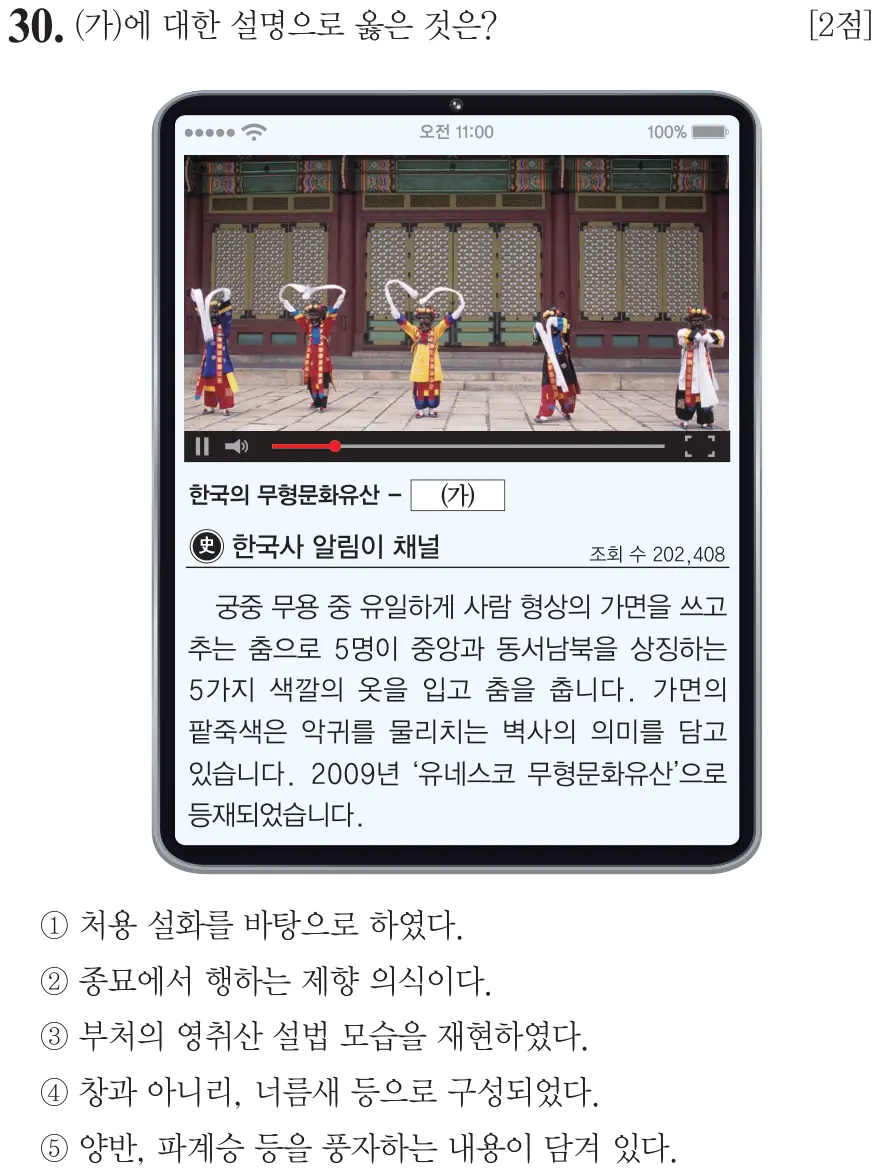 30. (가)에 대한 설명으로 옳은 것은? [2점]
오전 11:00 100%
한국의 무형문화유산 - (가)
史 한국사 알림이 채널 조회 수 202,408
궁중 무용 중 유일하게 사람 형상의 가면을 쓰고
추는 춤으로 5명이 중앙과 동서남북을 상징하는
5가지 색깔의 옷을 입고 춤을 춥니다. 가면의
팥죽색은 악귀를 물리치는 벽사의 의미를 담고
있습니다. 2009년 ‘유네스코 무형문화유산’으로
등재되었습니다.
① 처용 설화를 바탕으로 하였다.
② 종묘에서 행하는 제향 의식이다.
③ 부처의 영취산 설법 모습을 재현하였다.
④ 창과 아니리, 너름새 등으로 구성되었다.
⑤ 양반, 파계승 등을 풍자하는 내용이 담겨 있다.